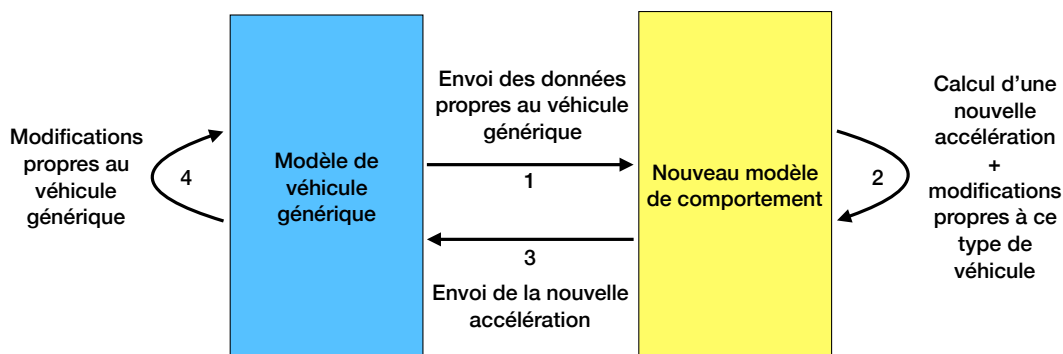 Modifications
propres au
véhicule
générique
4
Modèle de
véhicule
générique
Envoi des données
propres au véhicule
générique
1
3
Envoi de la nouvelle
accélération
Nouveau modèle
de comportement
2
Calcul d’une
nouvelle
accélération
+
modifications
propres à ce
type de
véhicule